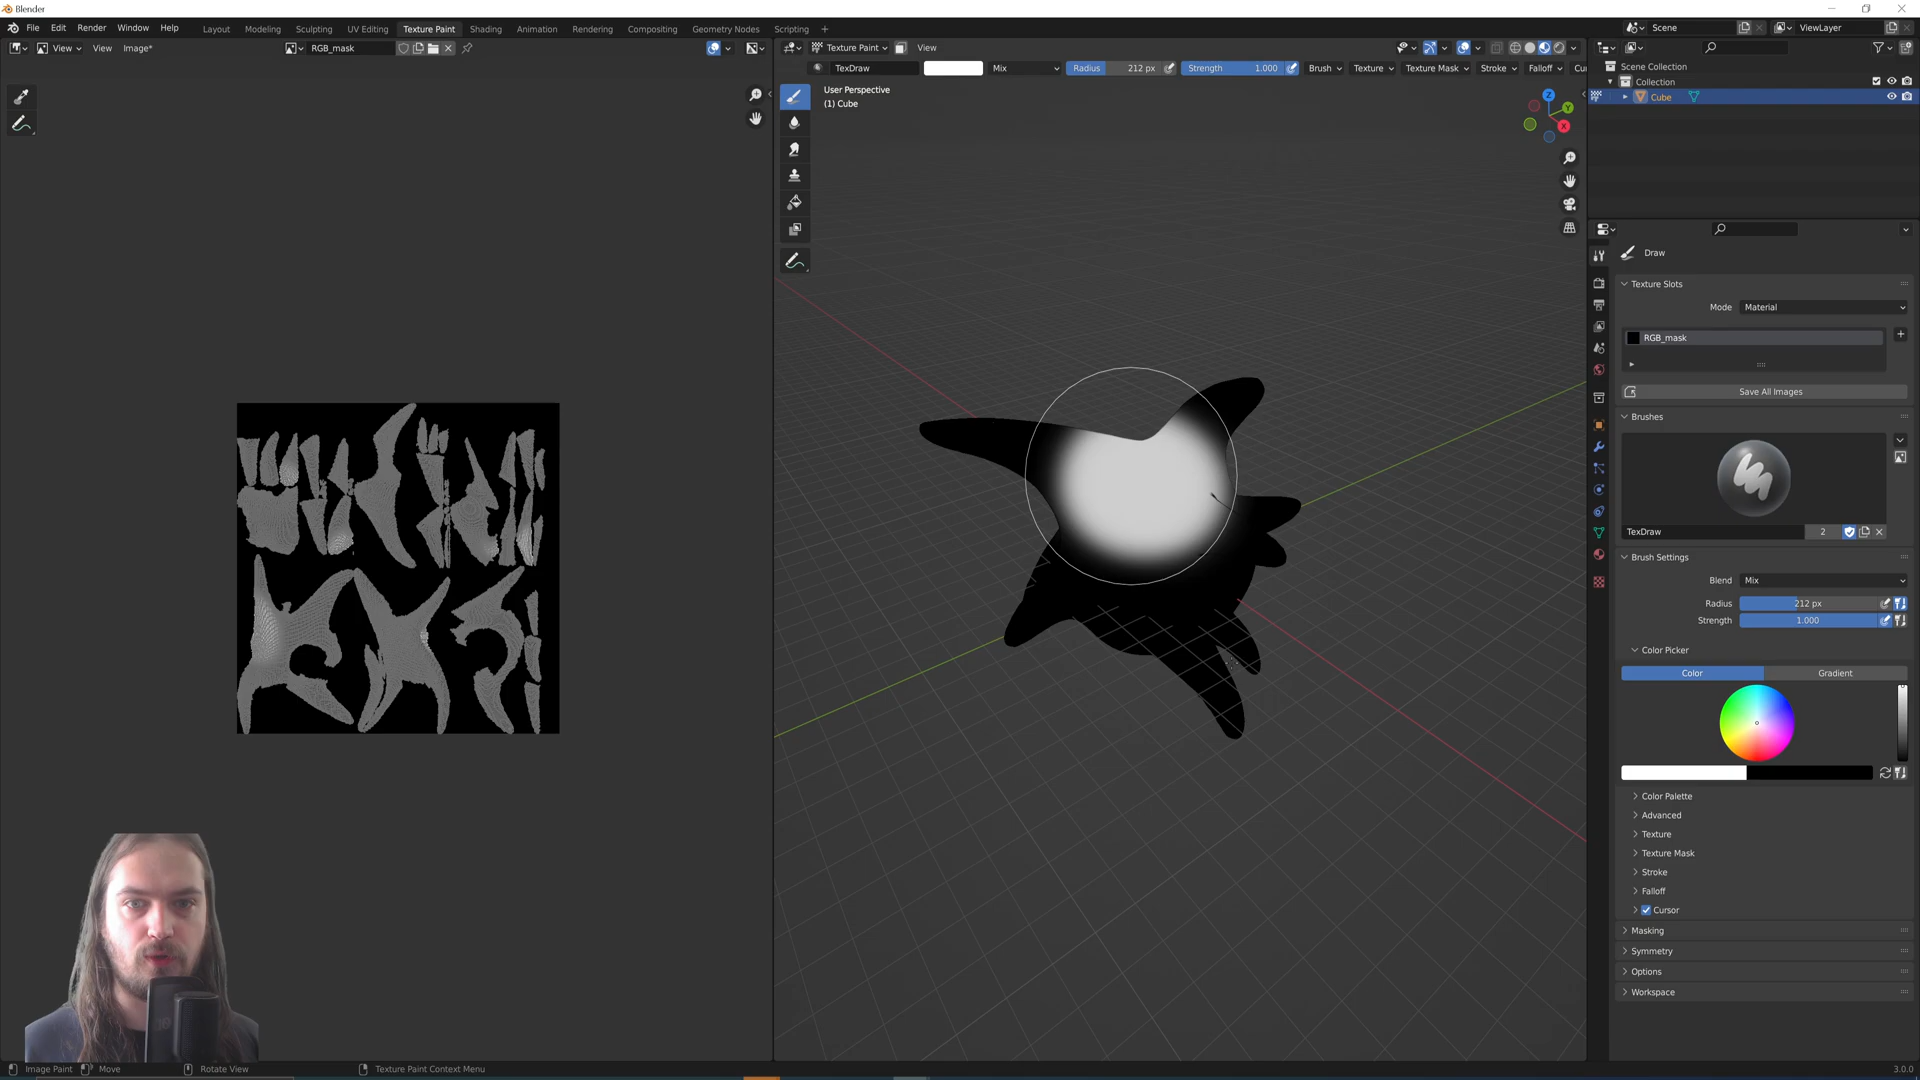 Blender
File Edit Render Window Help
Layout Modeling Sculpting UV Editing Texture Paint Shading Animation Rendering Compositing Geometry Nodes Scripting +
Scene
ViewLayer
View View Image*
RGB_mask
Texture Paint View
TexDraw
Mix
Radius 212 px
Strength 1.000
Brush Texture Texture Mask Stroke Falloff Cu
User Perspective
(1) Cube
Z
Y
X
Scene Collection
Collection
Cube
Draw
Texture Slots
Mode Material
RGB_mask
Save All Images
Brushes
TexDraw 2
Brush Settings
Blend Mix
Radius 212 px
Strength 1.000
Color Picker
Color Gradient
Color Palette
Advanced
Texture
Texture Mask
Stroke
Falloff
Cursor
Masking
Symmetry
Options
Workspace
Image Paint Move Rotate View Texture Paint Context Menu 3.0.0